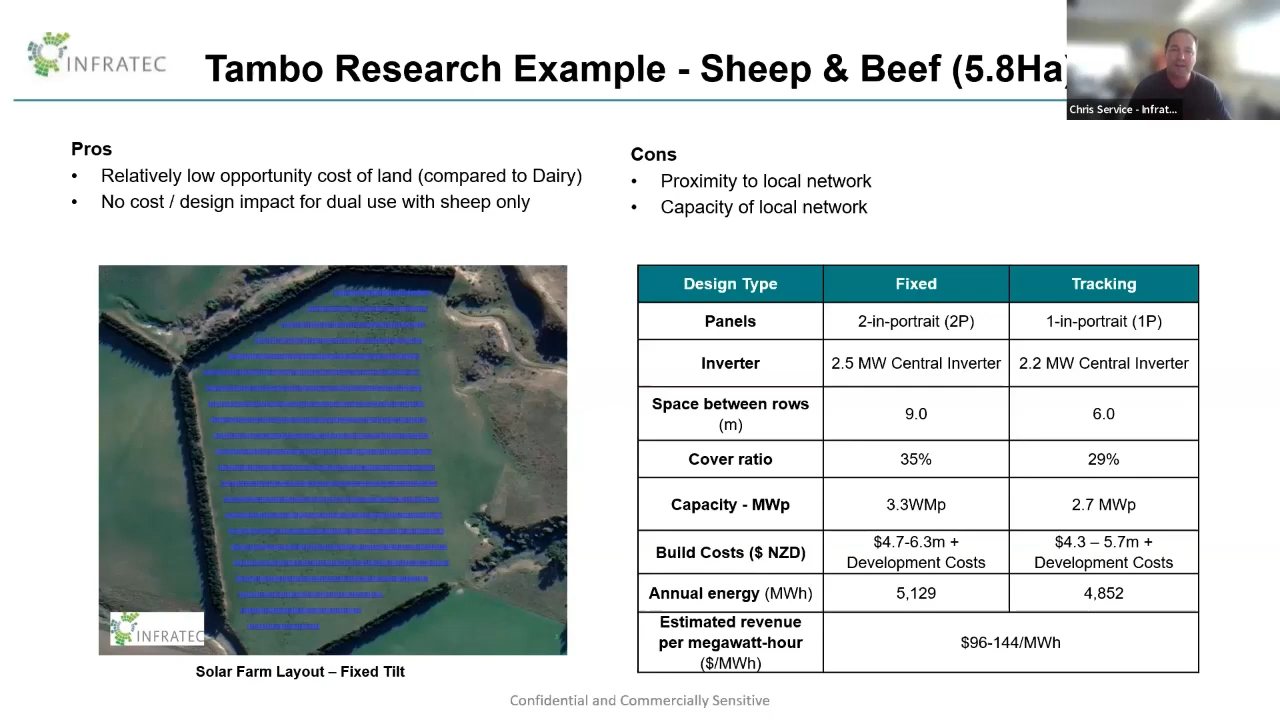 INFRATEC
Tambo Research Example - Sheep & Beef (5.8Ha)
Chris Service - Infrat...
Pros
• Relatively low opportunity cost of land (compared to Dairy)
• No cost / design impact for dual use with sheep only
Cons
• Proximity to local network
• Capacity of local network
Design Type Fixed Tracking
Panels 2-in-portrait (2P) 1-in-portrait (1P)
Inverter 2.5 MW Central Inverter 2.2 MW Central Inverter
Space between rows
(m) 9.0 6.0
Cover ratio 35% 29%
Capacity - MWp 3.3WMp 2.7 MWp
Build Costs ($ NZD) $4.7-6.3m + $4.3 – 5.7m +
Development Costs Development Costs
Annual energy (MWh) 5,129 4,852
Estimated revenue
per megawatt-hour $96-144/MWh
($/MWh)
INFRATEC
Solar Farm Layout – Fixed Tilt
Confidential and Commercially Sensitive